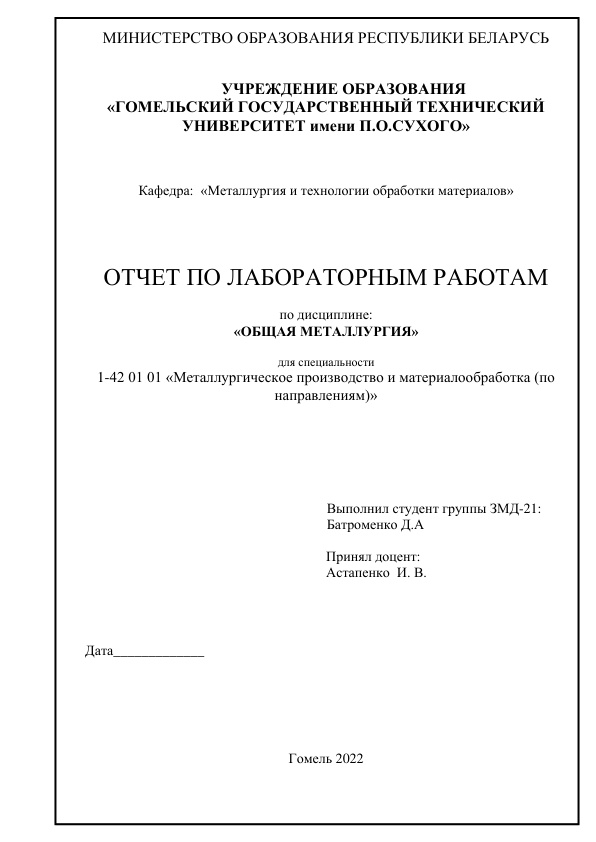 МИНИСТЕРСТВО ОБРАЗОВАНИЯ РЕСПУБЛИКИ БЕЛАРУСЬ
УЧРЕЖДЕНИЕ ОБРАЗОВАНИЯ
«ГОМЕЛЬСКИЙ ГОСУДАРСТВЕННЫЙ ТЕХНИЧЕСКИЙ
УНИВЕРСИТЕТ имени П.О.СУХОГО»
Кафедра: «Металлургия и технологии обработки материалов»
ОТЧЕТ ПО ЛАБОРАТОРНЫМ РАБОТАМ
по дисциплине:
«ОБЩАЯ МЕТАЛЛУРГИЯ»
для специальности
1-42 01 01 «Металлургическое производство и материалообработка (по
направлениям)»
Выполнил студент группы ЗМД-21:
Батроменко Д.А
Принял доцент:
Астапенко И. В.
Дата_____________
Гомель 2022